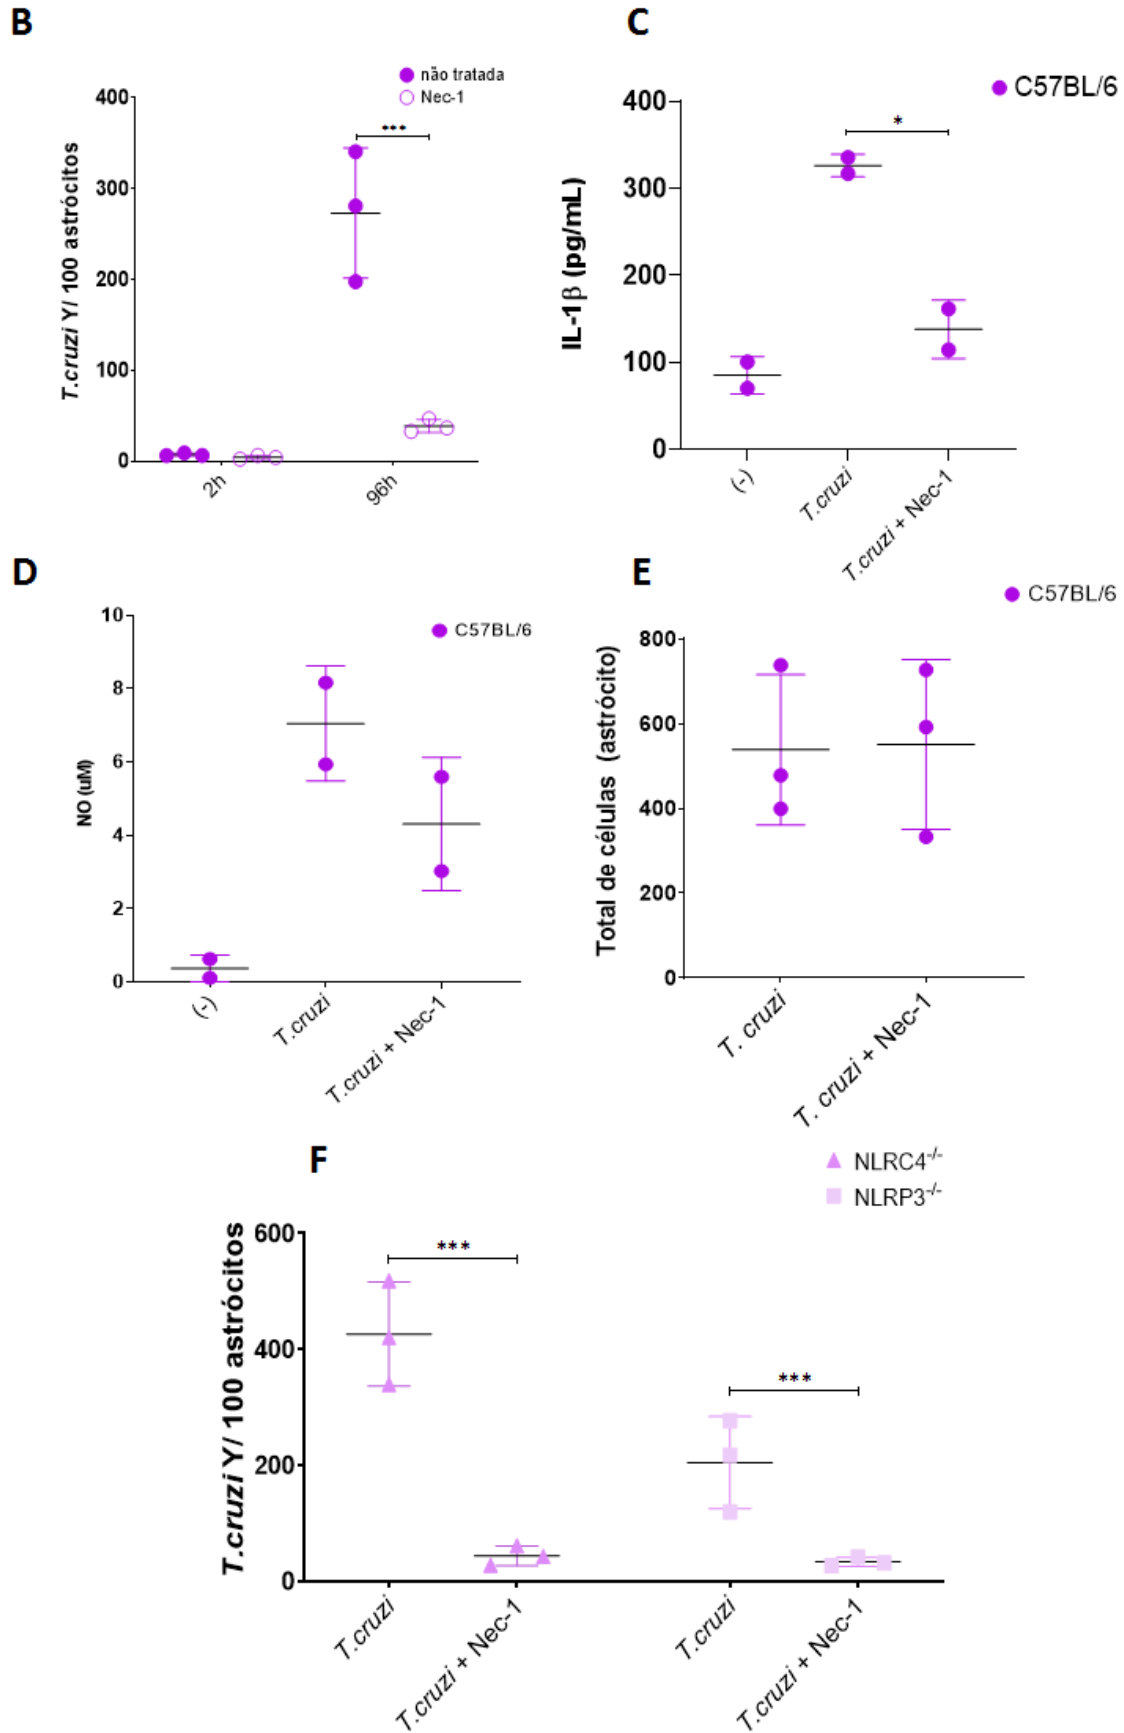 B
não tratada
Nec-1
***
400
300
200
100
0
T.cruzi Y/ 100 astrócitos
2h
96h
C
C57BL/6
*
400
300
200
100
0
IL-1β (pg/mL)
(-)
T.cruzi
T.cruzi + Nec-1
D
C57BL/6
10
8
6
4
2
0
NO (uM)
(-)
T.cruzi
T.cruzi + Nec-1
E
C57BL/6
800
600
400
200
0
Total de células (astrócito)
T. cruzi
T. cruzi + Nec-1
F
NLRC4-/-
NLRP3-/-
***
***
600
400
200
0
T.cruzi Y/ 100 astrócitos
T.cruzi
T.cruzi + Nec-1
T.cruzi
T.cruzi + Nec-1